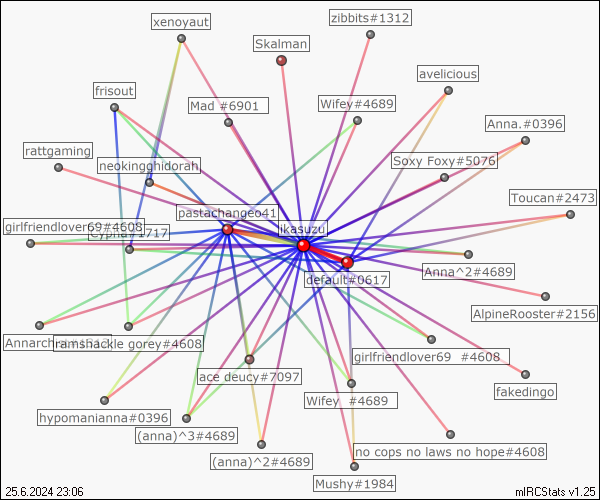 xenoyaut
zibbits#1312
Skalman
avelicious
frisout
Mad #6901
Wifey#4689
Anna.#0396
rattgaming
neokingghidorah
Soxy Foxy#5076
Toucan#2473
pastachangeo41
girlfriendlover69#4608
#1717
ikasuzu
Anna^2#4689
default#0617
AlpineRooster#2156
ramshackle gorey#4608
girlfriendlover69 #4608
ace deucy#7097
fakedingo
hypomanianna#0396
Wifey #4689
(anna)^3#4689
no cops no laws no hope#4608
(anna)^2#4689
Mushy#1984
25.6.2024 23:06
mIRCStats v1.25